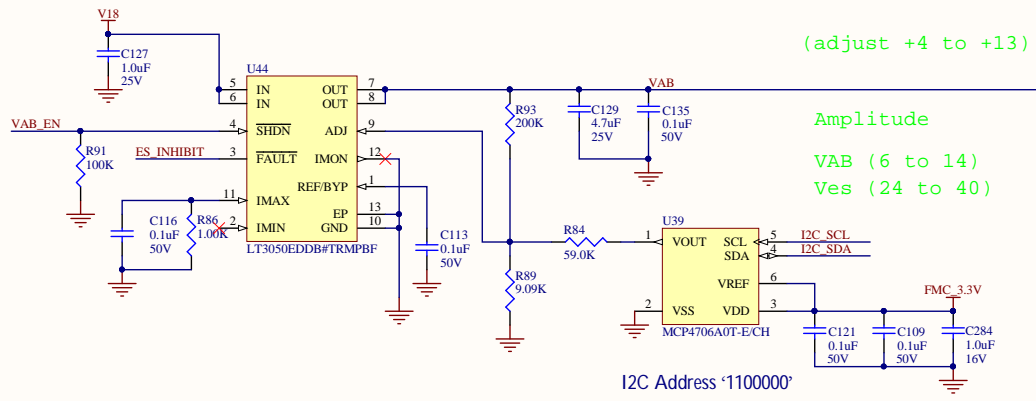 V18
C127
1.0uF
25V
U44
5 IN
6 IN
OUT 7
OUT 8
VAB
(adjust +4 to +13)
VAB_EN
4 SHDN
ADJ 9
R93
200K
C129
4.7uF
25V
C135
0.1uF
50V
Amplitude
VAB (6 to 14)
Ves (24 to 40)
R91
100K
ES_INHIBIT
3 FAULT
IMON 12
REF/BYP 1
11 IMAX
EP 13
GND 10
2 IMIN
C116
0.1uF
50V
R86
1.00K
LT3050EDDB#TRMPBF
C113
0.1uF
50V
R84
59.0K
R89
9.09K
U39
1 VOUT
SCL 5 I2C_SCL
SDA 4 I2C_SDA
VREF 6
2 VSS
VDD 3
MCP4706A0T-E/CH
FMC_3.3V
C121
0.1uF
50V
C109
0.1uF
50V
C284
1.0uF
16V
I2C Address ‘1100000’